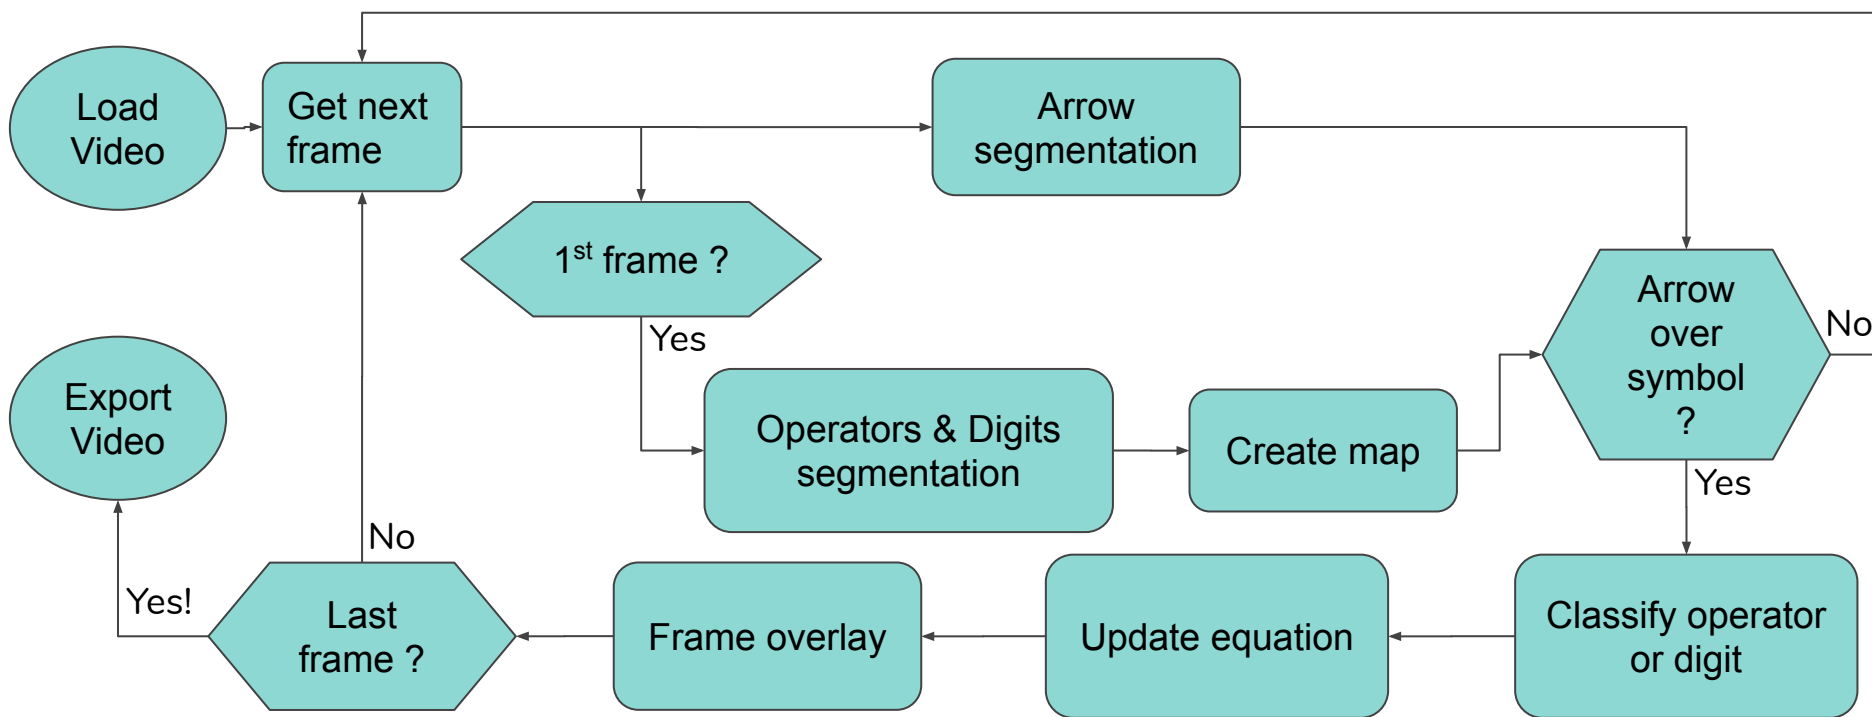 Load
Video
Get next
frame
Arrow
segmentation
1st frame ?
Yes
Arrow
over
symbol
?
No
Export
Video
Operators & Digits
segmentation
Create map
Yes
No
Yes!
Last
frame ?
Frame overlay
Update equation
Classify operator
or digit